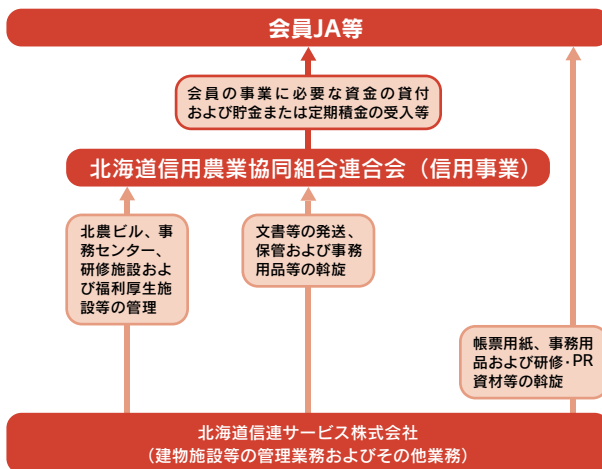 会員JA等
会員の事業に必要な資金の貸付
および貯金または定期積金の受入等
北海道信用農業協同組合連合会（信用事業）
北農ビル、事
務センター、
研修施設およ
び福利厚生施
設等の管理
文書等の発送、
保管および事務
用品等の斡旋
帳票用紙、事務用
品および研修・PR
資材等の斡旋
北海道信連サービス株式会社
（建物施設等の管理業務およびその他業務）